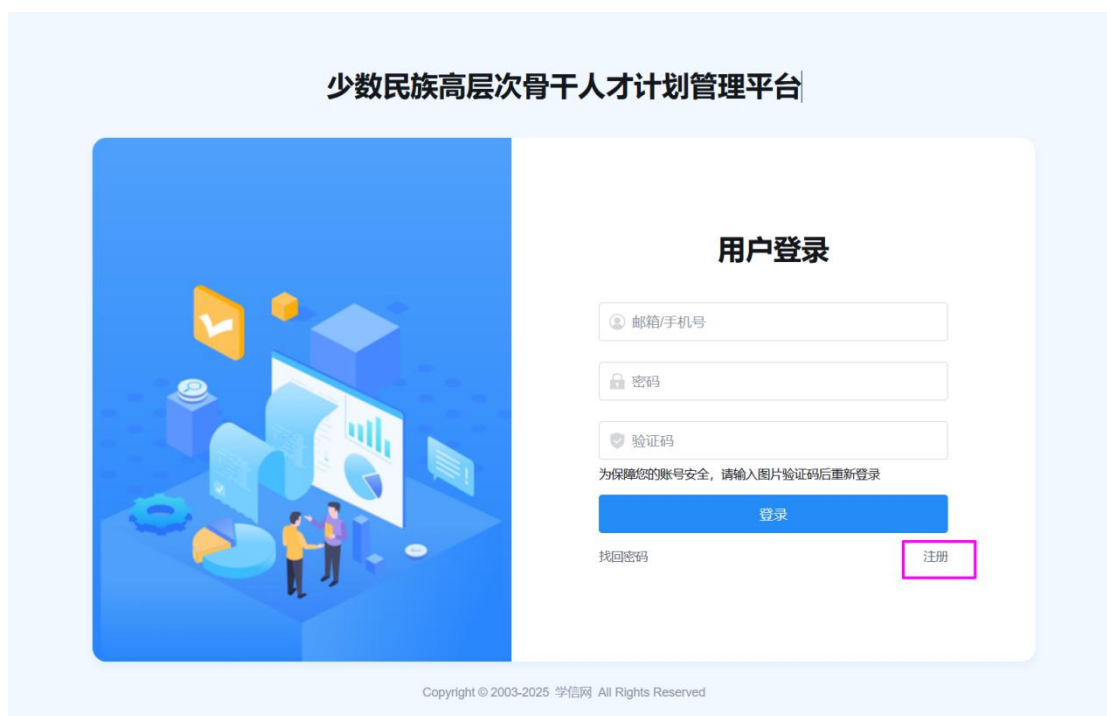 少数民族高层次骨干人才计划管理平台
用户登录
邮箱/手机号
密码
验证码
为保障您的账号安全，请输入图片验证码后重新登录
登录
找回密码 注册
Copyright © 2003-2025 学信网 All Rights Reserved